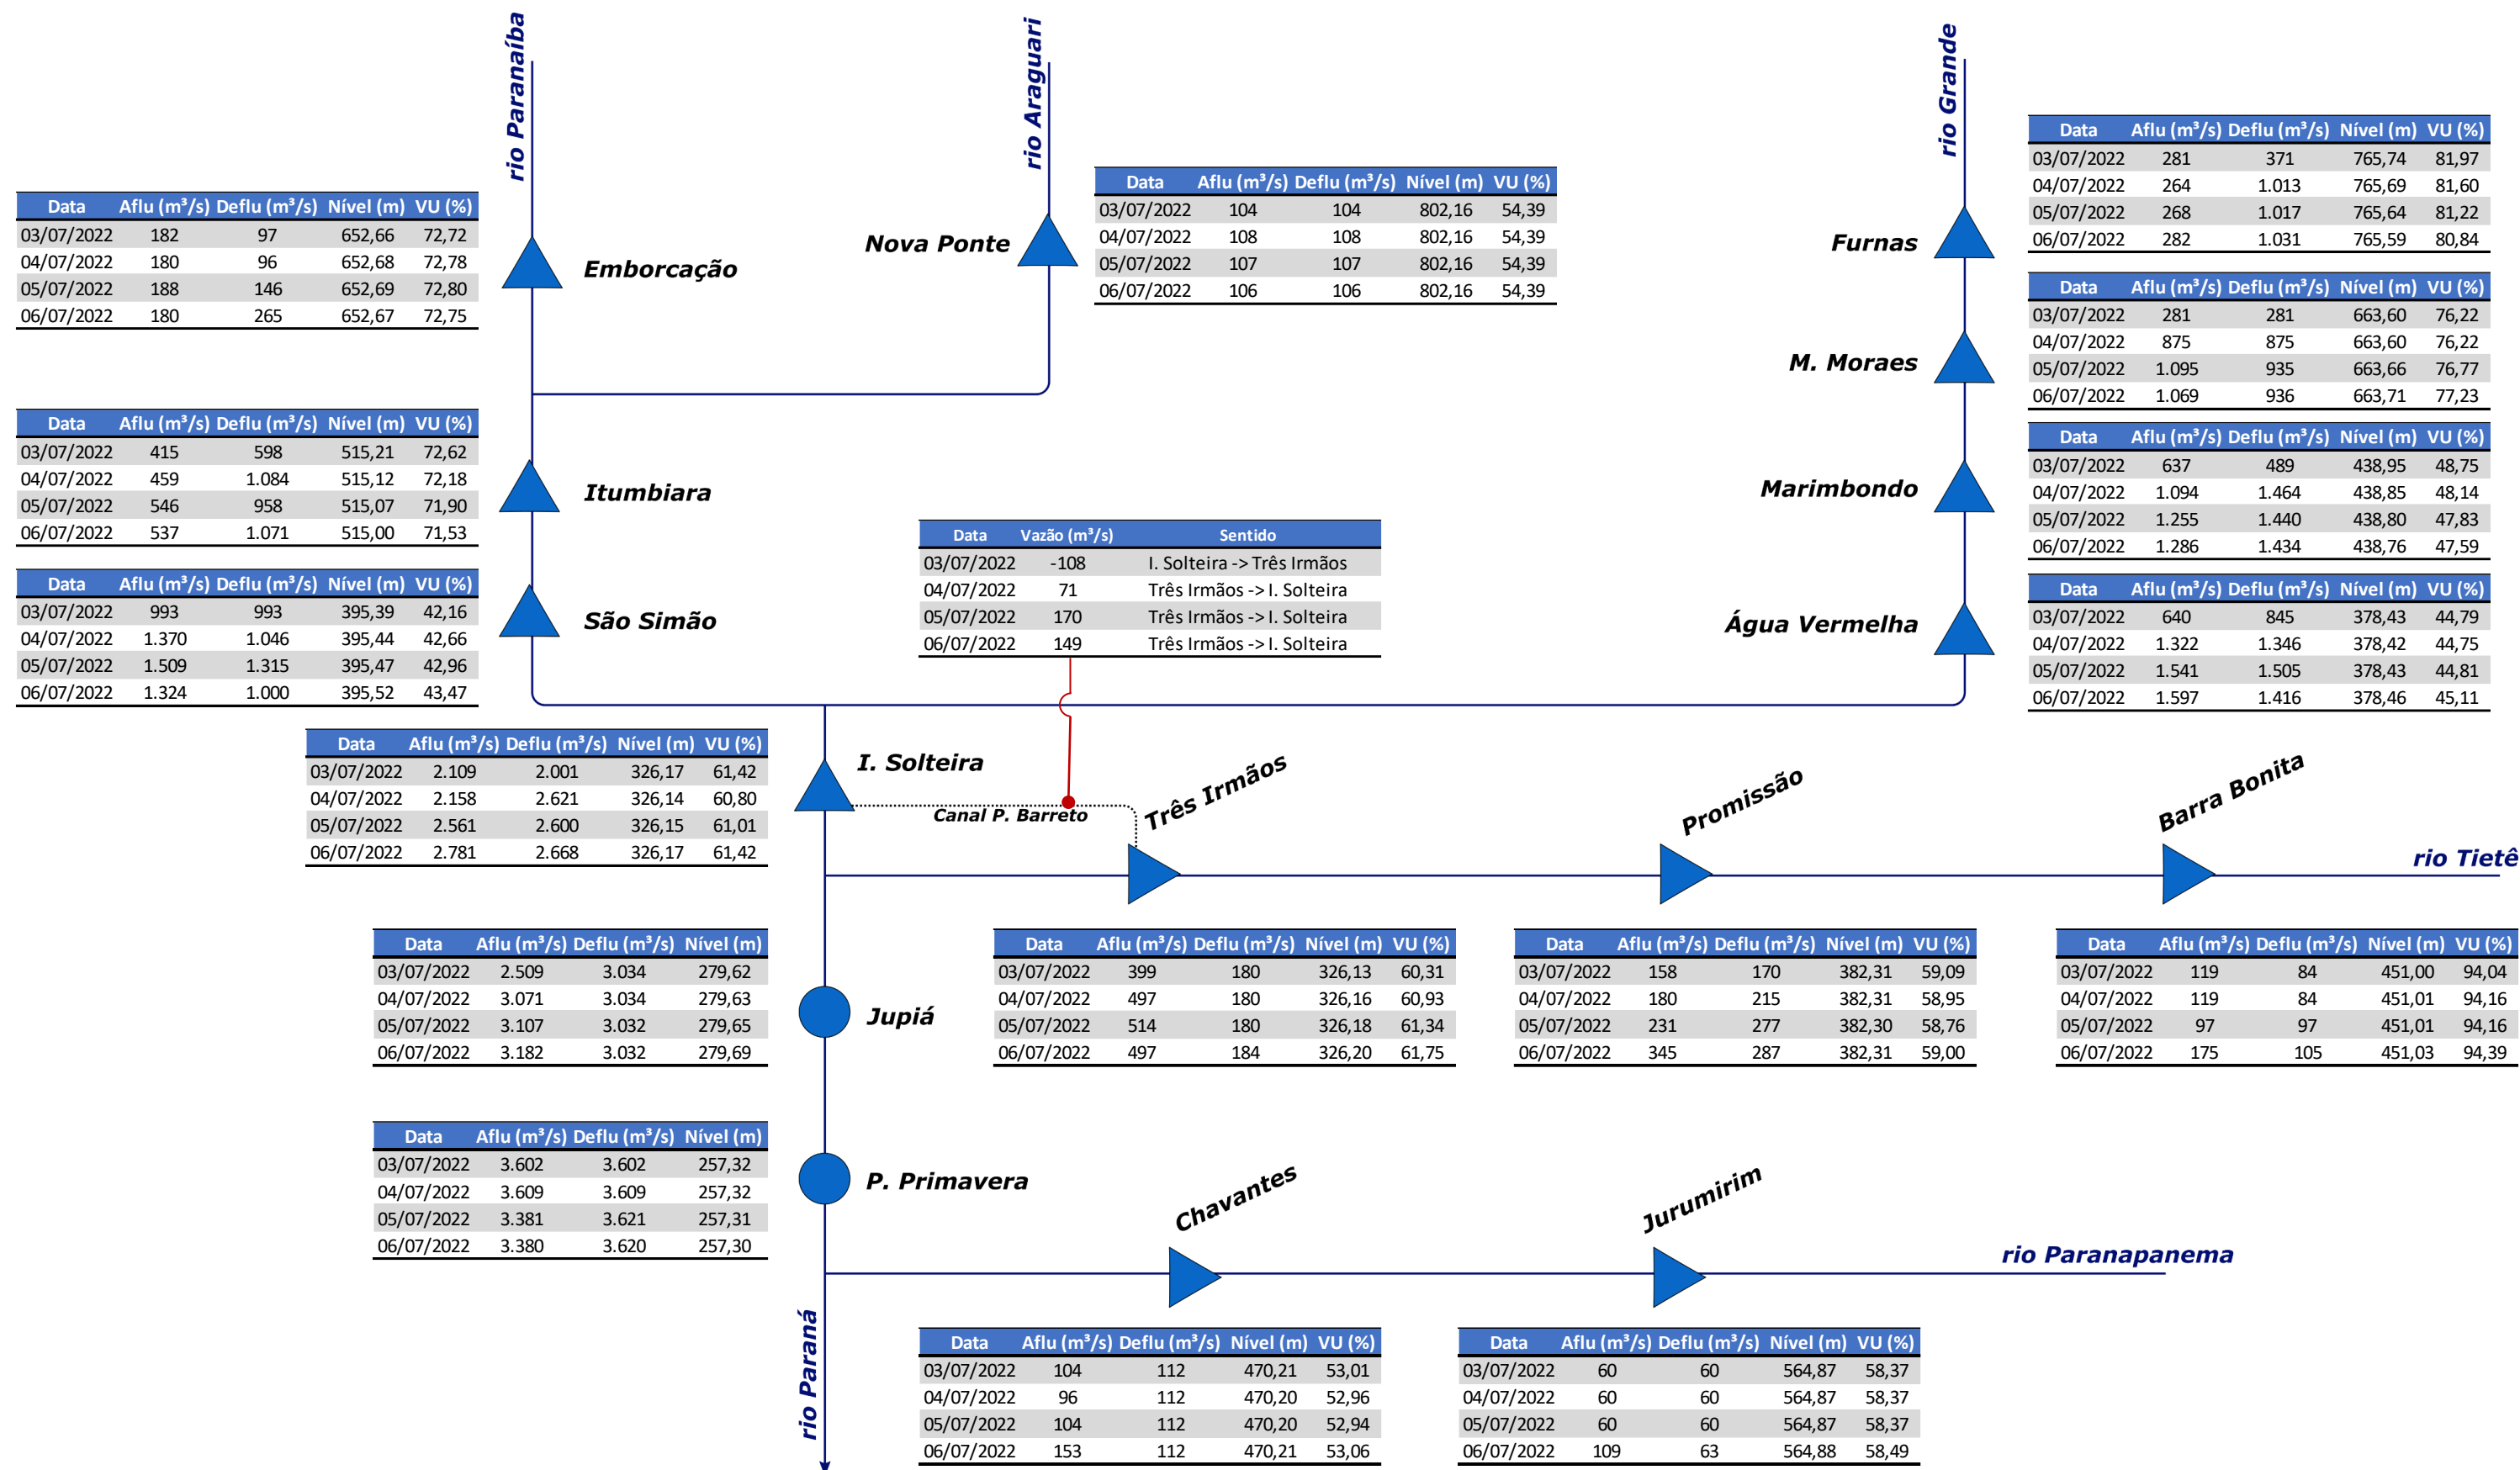 rio Paranaíba
rio Araguari
rio Grande
Data Aflu (m³/s) Deflu (m³/s) Nível (m) VU (%)
03/07/2022 281 371 765,74 81,97
04/07/2022 264 1.013 765,69 81,60
05/07/2022 268 1.017 765,64 81,22
06/07/2022 282 1.031 765,59 80,84
Furnas
Data Aflu (m³/s) Deflu (m³/s) Nível (m) VU (%)
03/07/2022 104 104 802,16 54,39
04/07/2022 108 108 802,16 54,39
05/07/2022 107 107 802,16 54,39
06/07/2022 106 106 802,16 54,39
Nova Ponte
Data Aflu (m³/s) Deflu (m³/s) Nível (m) VU (%)
03/07/2022 182 97 652,66 72,72
04/07/2022 180 96 652,68 72,78
05/07/2022 188 146 652,69 72,80
06/07/2022 180 265 652,67 72,75
Emborcação
Data Aflu (m³/s) Deflu (m³/s) Nível (m) VU (%)
03/07/2022 281 281 663,60 76,22
04/07/2022 875 875 663,60 76,22
05/07/2022 1.095 935 663,66 76,77
06/07/2022 1.069 936 663,71 77,23
M. Moraes
Data Aflu (m³/s) Deflu (m³/s) Nível (m) VU (%)
03/07/2022 415 598 515,21 72,62
04/07/2022 459 1.084 515,12 72,18
05/07/2022 546 958 515,07 71,90
06/07/2022 537 1.071 515,00 71,53
Itumbiara
Data Aflu (m³/s) Deflu (m³/s) Nível (m) VU (%)
03/07/2022 637 489 438,95 48,75
04/07/2022 1.094 1.464 438,85 48,14
05/07/2022 1.255 1.440 438,80 47,83
06/07/2022 1.286 1.434 438,76 47,59
Marimbondo
Data Vazão (m³/s) Sentido
03/07/2022 -108 I. Solteira -> Três Irmãos
04/07/2022 71 Três Irmãos -> I. Solteira
05/07/2022 170 Três Irmãos -> I. Solteira
06/07/2022 149 Três Irmãos -> I. Solteira
Data Aflu (m³/s) Deflu (m³/s) Nível (m) VU (%)
03/07/2022 993 993 395,39 42,16
04/07/2022 1.370 1.046 395,44 42,66
05/07/2022 1.509 1.315 395,47 42,96
06/07/2022 1.324 1.000 395,52 43,47
São Simão
Data Aflu (m³/s) Deflu (m³/s) Nível (m) VU (%)
03/07/2022 640 845 378,43 44,79
04/07/2022 1.322 1.346 378,42 44,75
05/07/2022 1.541 1.505 378,43 44,81
06/07/2022 1.597 1.416 378,46 45,11
Água Vermelha
Data Aflu (m³/s) Deflu (m³/s) Nível (m) VU (%)
03/07/2022 2.109 2.001 326,17 61,42
04/07/2022 2.158 2.621 326,14 60,80
05/07/2022 2.561 2.600 326,15 61,01
06/07/2022 2.781 2.668 326,17 61,42
I. Solteira
Canal P. Barreto
Três Irmãos
Promissão
Barra Bonita
rio Tietê
Data Aflu (m³/s) Deflu (m³/s) Nível (m)
03/07/2022 2.509 3.034 279,62
04/07/2022 3.071 3.034 279,63
05/07/2022 3.107 3.032 279,65
06/07/2022 3.182 3.032 279,69
Jupiá
Data Aflu (m³/s) Deflu (m³/s) Nível (m) VU (%)
03/07/2022 399 180 326,13 60,31
04/07/2022 497 180 326,16 60,93
05/07/2022 514 180 326,18 61,34
06/07/2022 497 184 326,20 61,75
Data Aflu (m³/s) Deflu (m³/s) Nível (m) VU (%)
03/07/2022 158 170 382,31 59,09
04/07/2022 180 215 382,31 58,95
05/07/2022 231 277 382,30 58,76
06/07/2022 345 287 382,31 59,00
Data Aflu (m³/s) Deflu (m³/s) Nível (m) VU (%)
03/07/2022 119 84 451,00 94,04
04/07/2022 119 84 451,01 94,16
05/07/2022 97 97 451,01 94,16
06/07/2022 175 105 451,03 94,39
Data Aflu (m³/s) Deflu (m³/s) Nível (m)
03/07/2022 3.602 3.602 257,32
04/07/2022 3.609 3.609 257,32
05/07/2022 3.381 3.621 257,31
06/07/2022 3.380 3.620 257,30
P. Primavera
Chavantes
Jurumirim
rio Paranapanema
rio Paraná
Data Aflu (m³/s) Deflu (m³/s) Nível (m) VU (%)
03/07/2022 104 112 470,21 53,01
04/07/2022 96 112 470,20 52,96
05/07/2022 104 112 470,20 52,94
06/07/2022 153 112 470,21 53,06
Data Aflu (m³/s) Deflu (m³/s) Nível (m) VU (%)
03/07/2022 60 60 564,87 58,37
04/07/2022 60 60 564,87 58,37
05/07/2022 60 60 564,87 58,37
06/07/2022 109 63 564,88 58,49